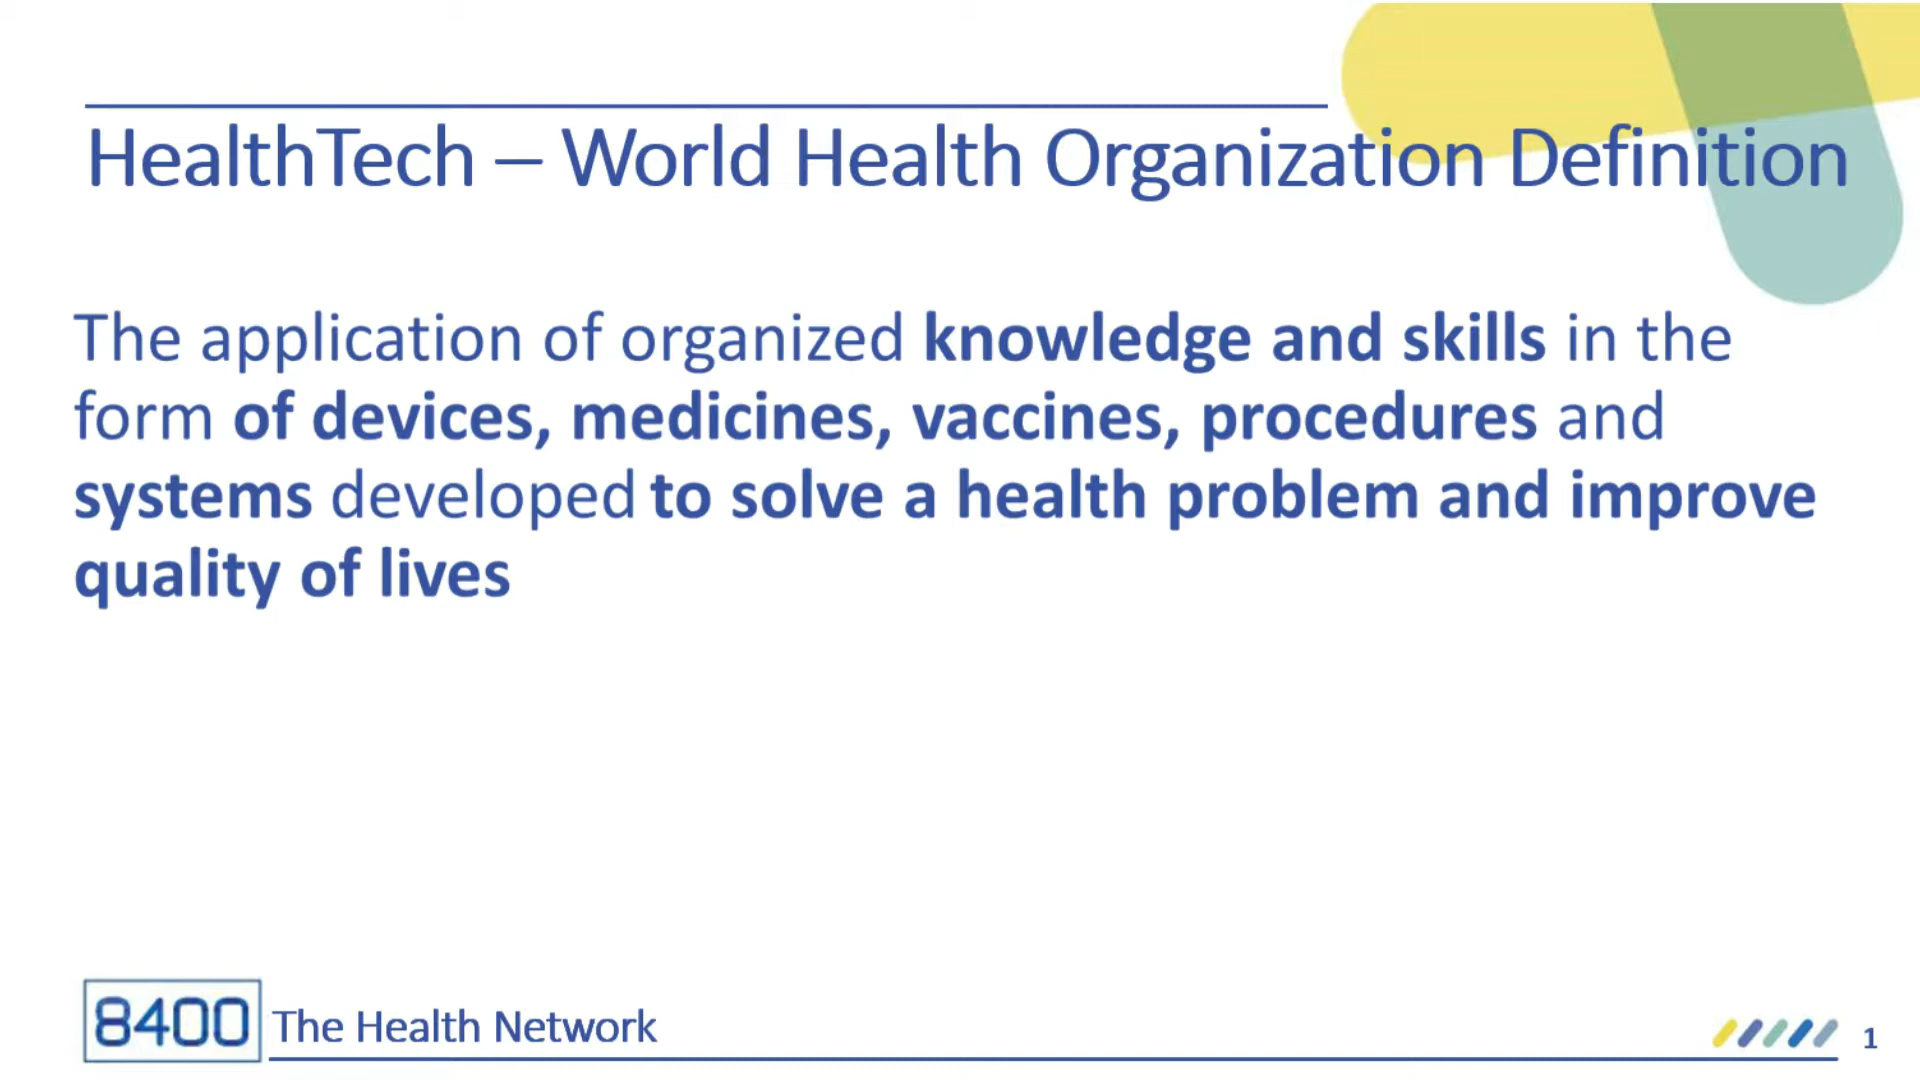 HealthTech – World Health Organization Definition
The application of organized knowledge and skills in the
form of devices, medicines, vaccines, procedures and
systems developed to solve a health problem and improve
quality of lives
8400 The Health Network
1